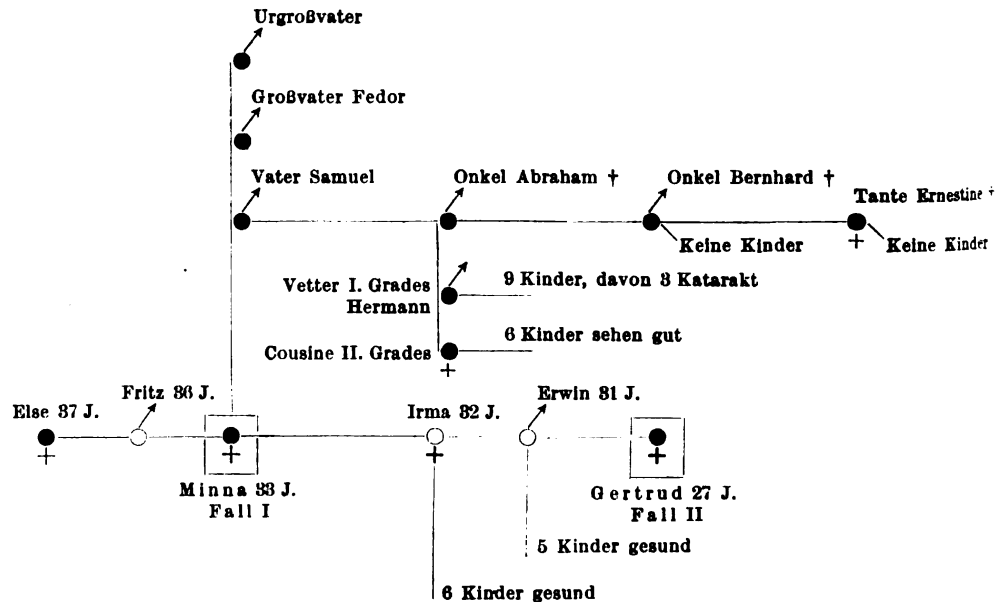 Urgroßvater
Großvater Fedor
Vater Samuel
Onkel Abraham †
Onkel Bernhard †
Tante Ernestine †
Keine Kinder
Keine Kinder
Vetter I. Grades
Hermann
9 Kinder, davon 3 Katarakt
Cousine II. Grades
6 Kinder sehen gut
Else 37 J.
Fritz 36 J.
Irma 32 J.
Erwin 31 J.
Minna 33 J.
Fall I
Gertrud 27 J.
Fall II
5 Kinder gesund
6 Kinder gesund